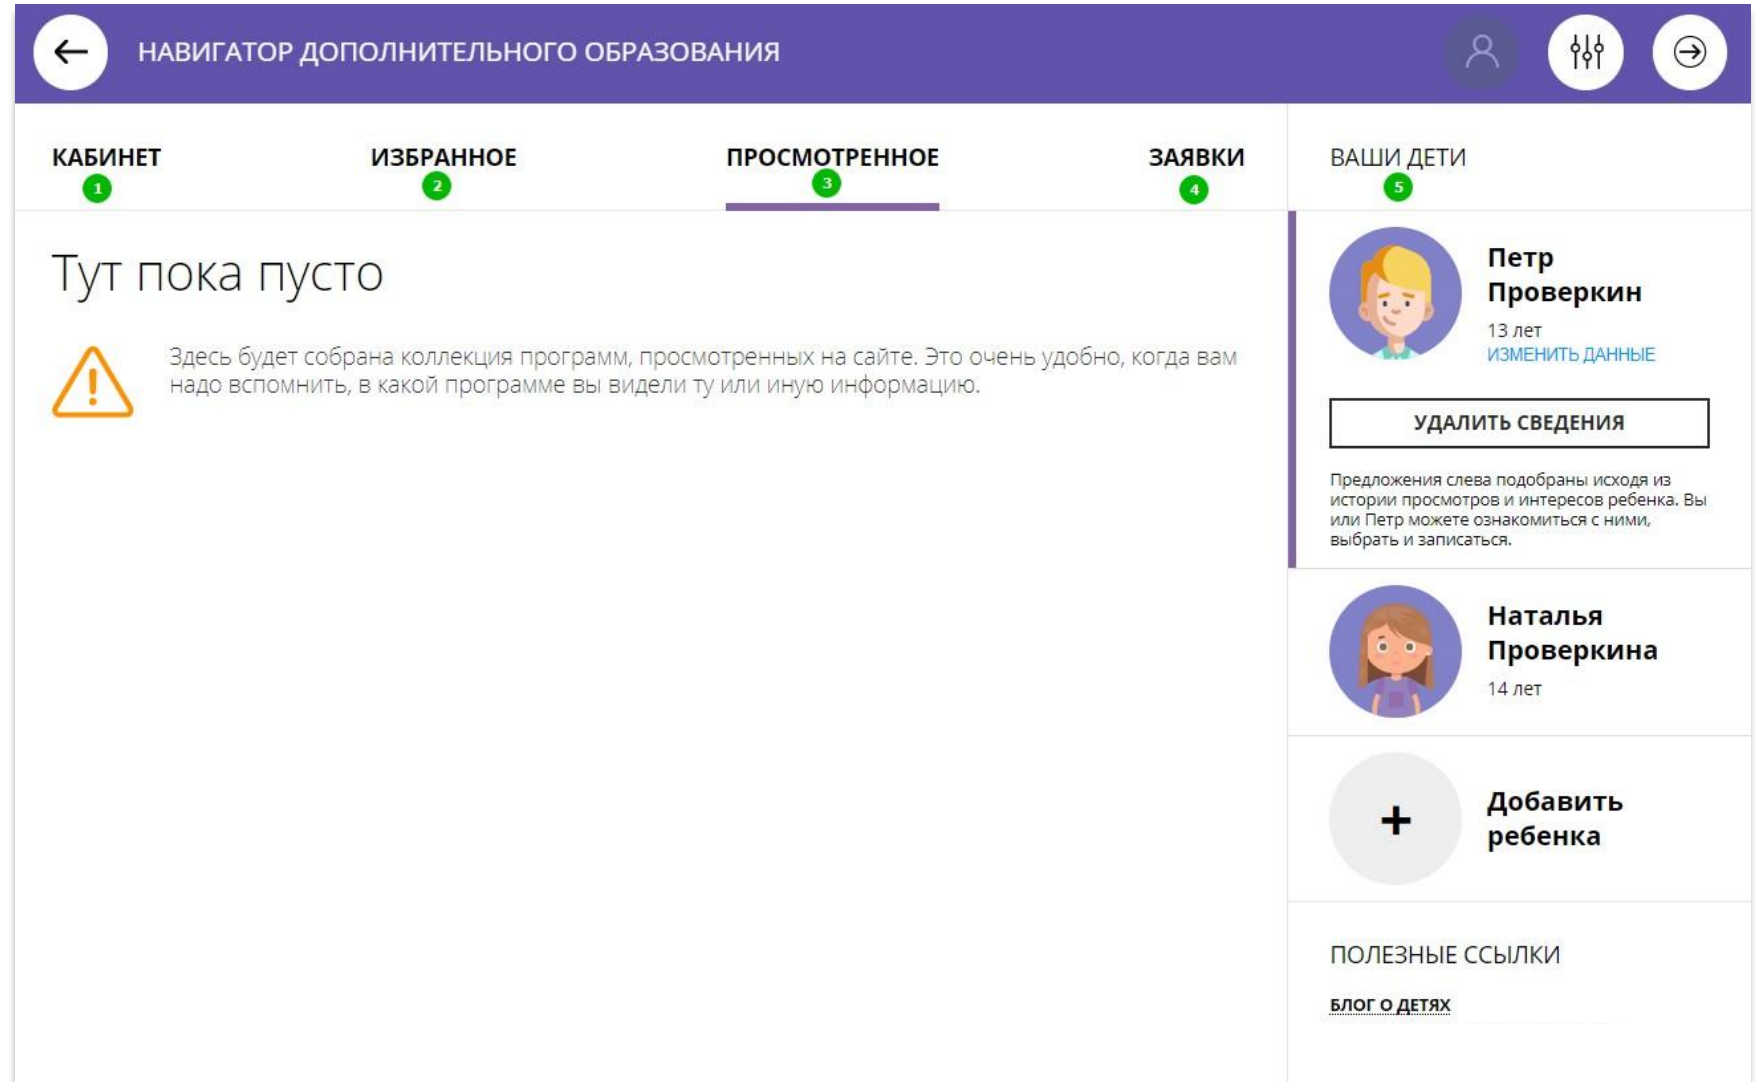 НАВИГАТОР ДОПОЛНИТЕЛЬНОГО ОБРАЗОВАНИЯ
КАБИНЕТ
1
ИЗБРАННОЕ
2
ПРОСМОТРЕННОЕ
3
ЗАЯВКИ
4
ВАШИ ДЕТИ
5
Тут пока пусто
Здесь будет собрана коллекция программ, просмотренных на сайте. Это очень удобно, когда вам
надо вспомнить, в какой программе вы видели ту или иную информацию.
Петр
Проверкин
13 лет
ИЗМЕНИТЬ ДАННЫЕ
УДАЛИТЬ СВЕДЕНИЯ
Предложения слева подобраны исходя из
истории просмотров и интересов ребенка. Вы
или Петр можете ознакомиться с ними,
выбрать и записаться.
Наталья
Проверкина
14 лет
+
Добавить
ребенка
ПОЛЕЗНЫЕ ССЫЛКИ
БЛОГ О ДЕТЯХ